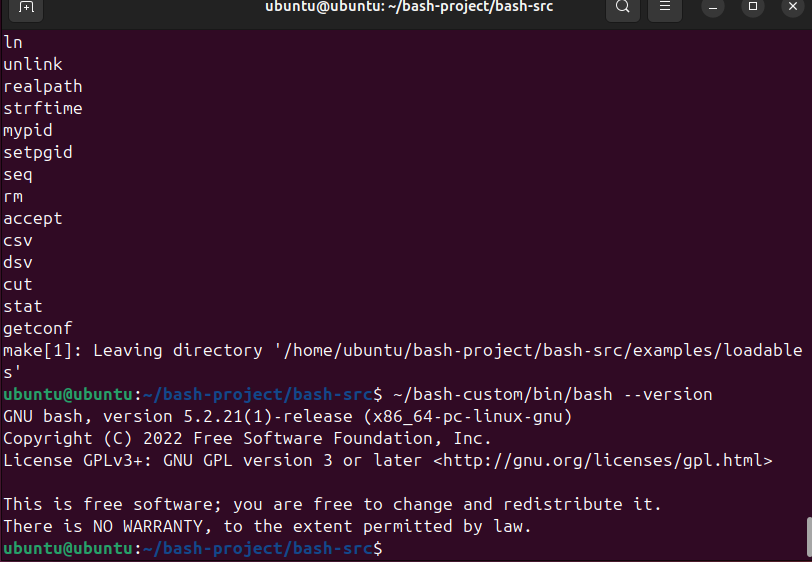 ubuntu@ubuntu: ~/bash-project/bash-src
ln
unlink
realpath
strftime
mypid
setpgid
seq
rm
accept
csv
dsv
cut
stat
getconf
make[1]: Leaving directory '/home/ubuntu/bash-project/bash-src/examples/loadable
s'
ubuntu@ubuntu:~/bash-project/bash-src$ ~/bash-custom/bin/bash --version
GNU bash, version 5.2.21(1)-release (x86_64-pc-linux-gnu)
Copyright (C) 2022 Free Software Foundation, Inc.
License GPLv3+: GNU GPL version 3 or later <http://gnu.org/licenses/gpl.html>

This is free software; you are free to change and redistribute it.
There is NO WARRANTY, to the extent permitted by law.
ubuntu@ubuntu:~/bash-project/bash-src$